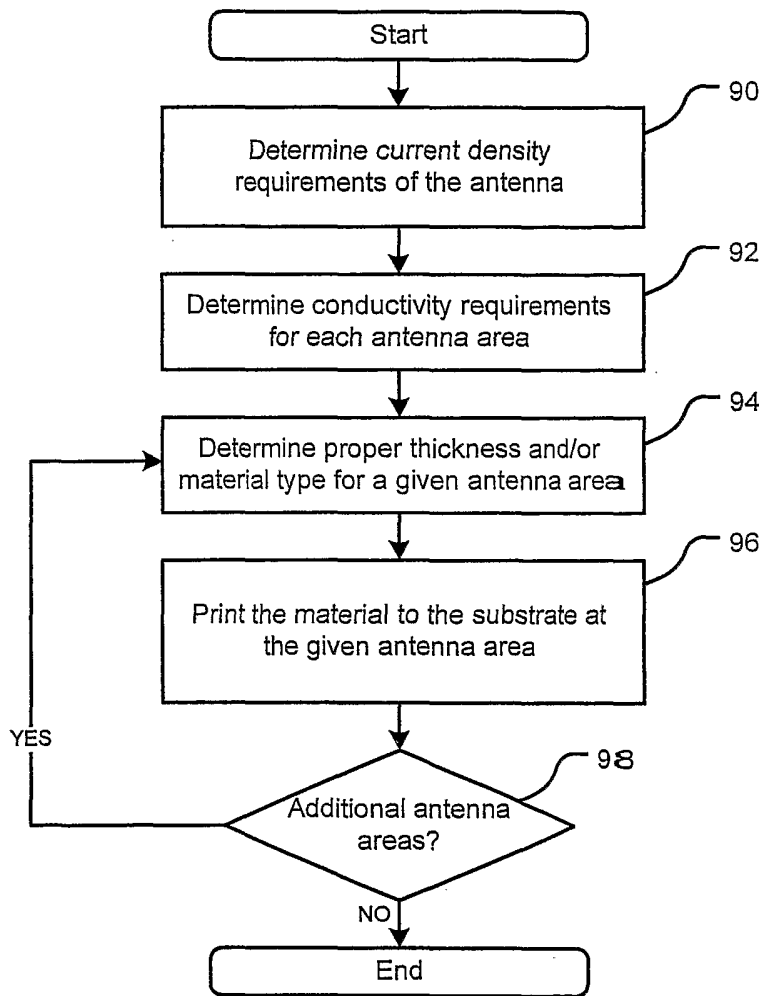 Start
90
Determine current density
requirements of the antenna
92
Determine conductivity requirements
for each antenna area
94
Determine proper thickness and/or
material type for a given antenna area
96
Print the material to the substrate at
the given antenna area
YES
98
Additional antenna
areas?
NO
End